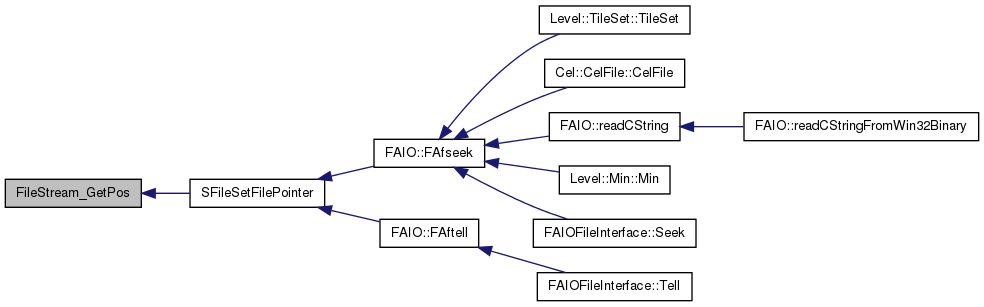 FileStream_GetPos
SFileSetFilePointer
FAIO::FAfseek
FAIO::FAftell
Level::TileSet::TileSet
Cel::CelFile::CelFile
FAIO::readCString
Level::Min::Min
FAIOFileInterface::Seek
FAIOFileInterface::Tell
FAIO::readCStringFromWin32Binary